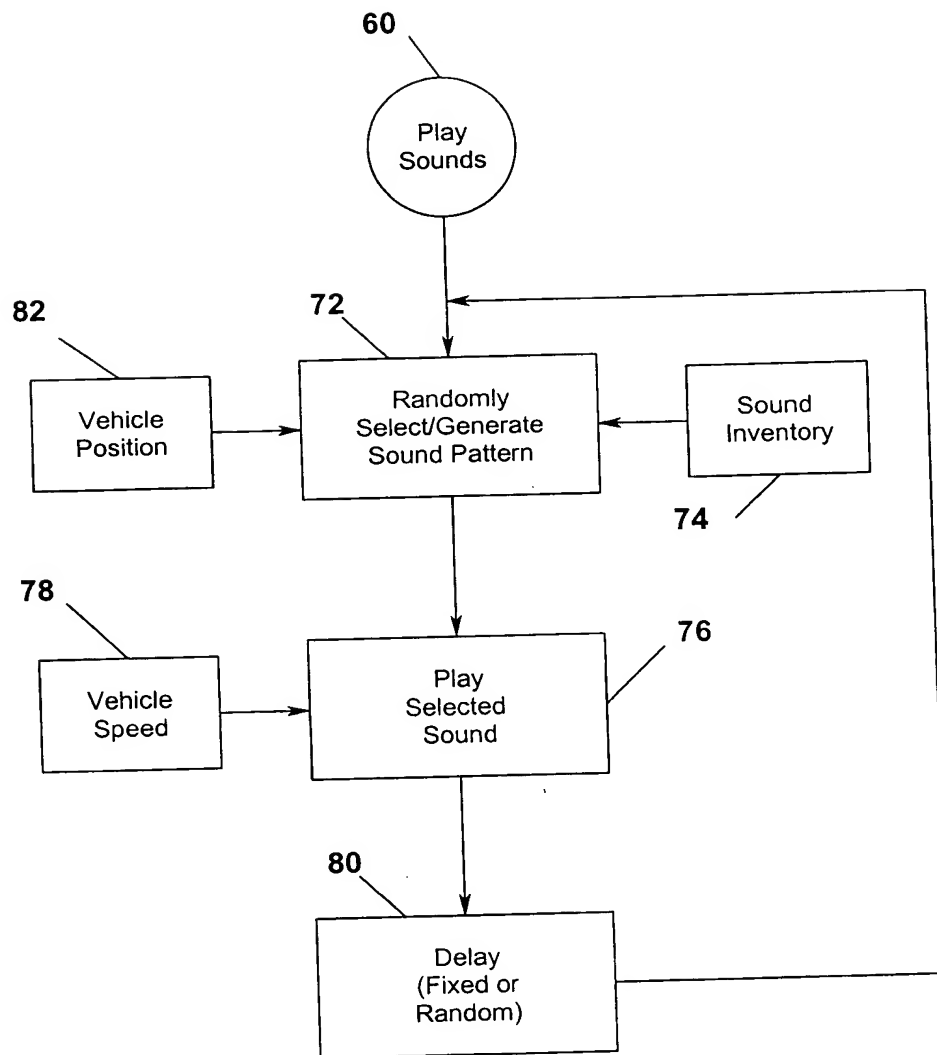 60
Play
Sounds
82
72
Vehicle
Position
Randomly
Select/Generate
Sound Pattern
Sound
Inventory
74
78
76
Vehicle
Speed
Play
Selected
Sound
80
Delay
(Fixed or
Random)